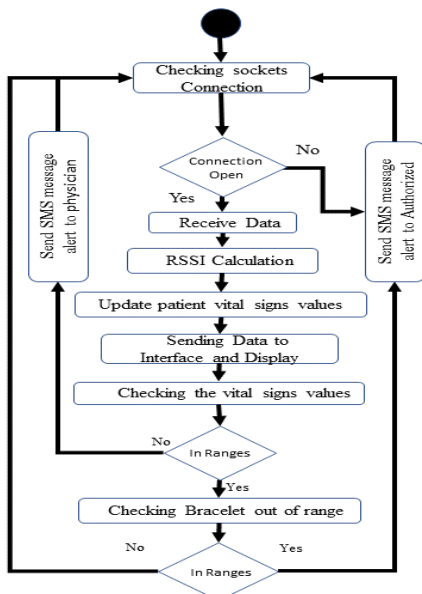 Checking sockets
Connection
Connection
Open
No
Yes
Receive Data
RSSI Calculation
Update patient vital signs values
Sending Data to
Interface and Display
Checking the vital signs values
In Ranges
No
Yes
Checking Bracelet out of range
In Ranges
No
Yes
Send SMS message
alert to physician
Send SMS message
alert to Authorized